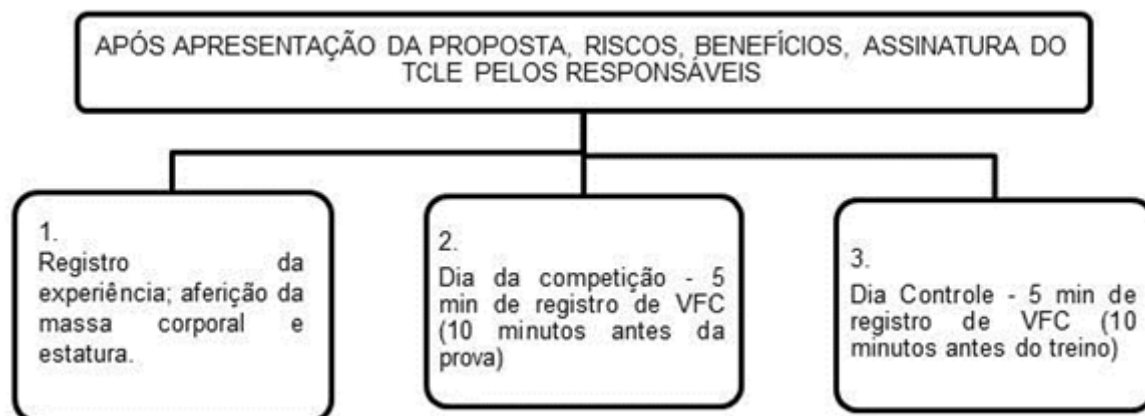 APÓS APRESENTAÇÃO DA PROPOSTA, RISCOS, BENEFÍCIOS, ASSINATURA DO
TCLE PELOS RESPONSÁVEIS
1.
Registro da
experiência; aferição da
massa corporal e
estatura.
2.
Dia da competição - 5
min de registro de VFC
(10 minutos antes da
prova)
3.
Dia Controle - 5 min de
registro de VFC (10
minutos antes do treino)